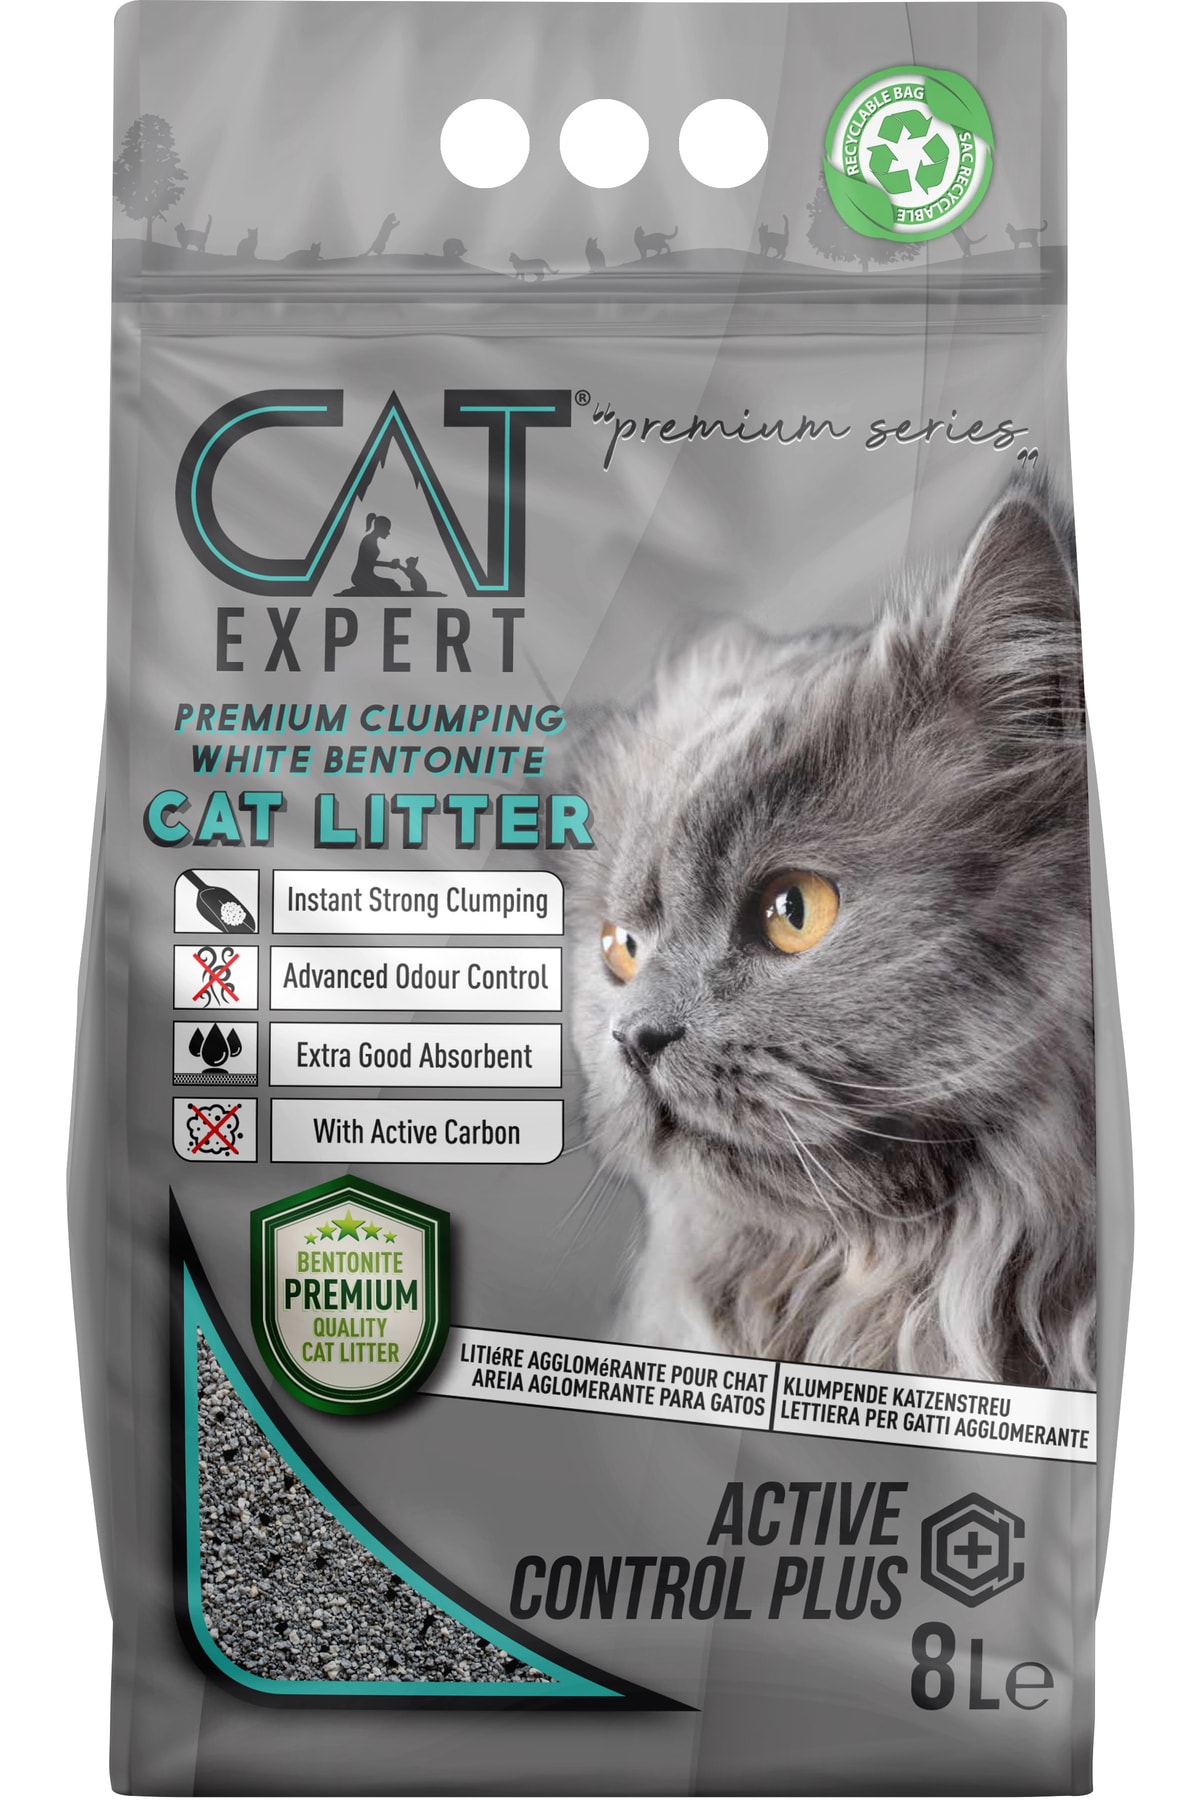 RECYCLABLE BAG
SAC RECYCLABLE
CAT®
"premium series"
EXPERT
PREMIUM CLUMPING
WHITE BENTONITE
CAT LITTER
Instant Strong Clumping
Advanced Odour Control
Extra Good Absorbent
With Active Carbon
BENTONITE
PREMIUM
QUALITY
CAT LITTER
LITIéRE AGGLOMéRANTE POUR CHAT
AREIA AGLOMERANTE PARA GATOS
KLUMPENDE KATZENSTREU
LETTIERA PER GATTI AGGLOMERANTE
ACTIVE
CONTROL PLUS
8Le